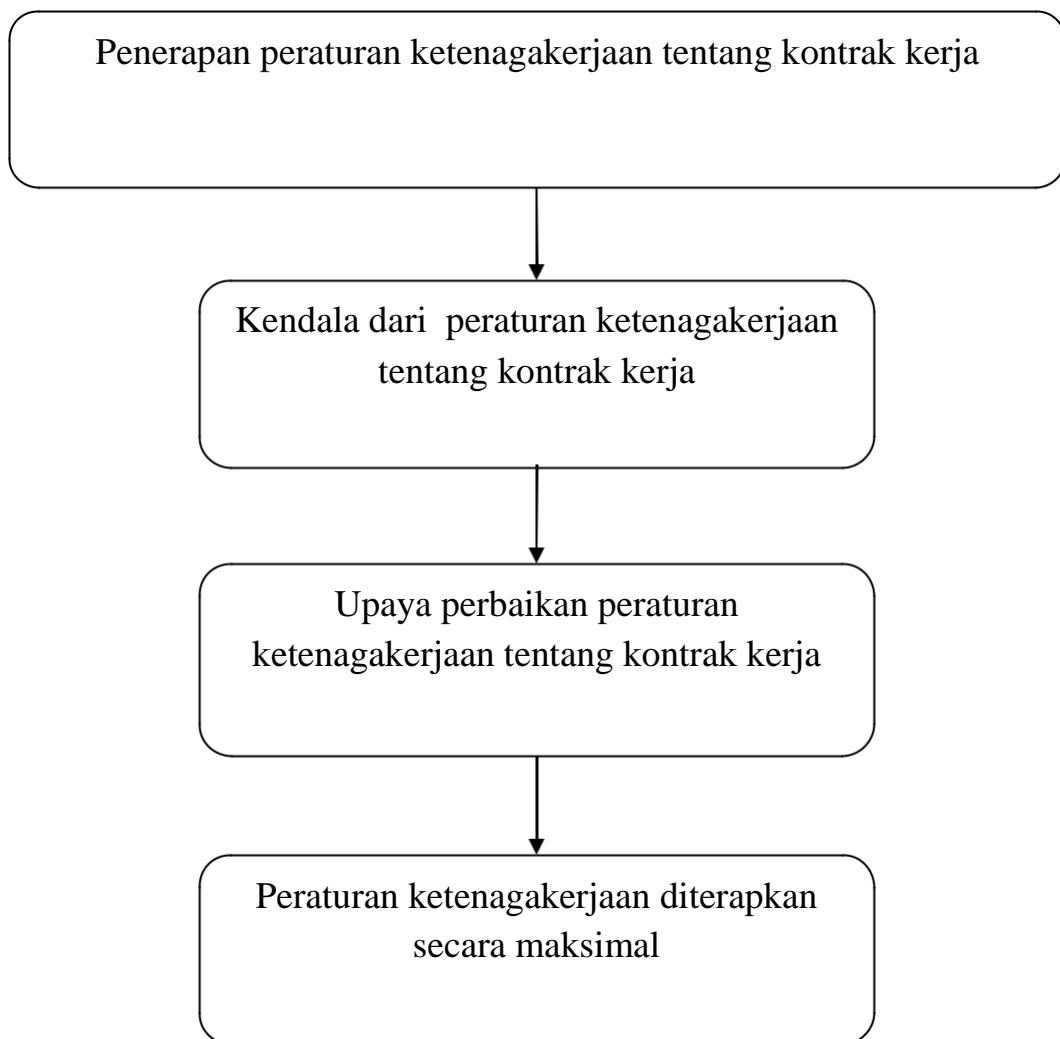 Penerapan peraturan ketenagakerjaan tentang kontrak kerja
Kendala dari  peraturan ketenagakerjaan
tentang kontrak kerja
Upaya perbaikan peraturan
ketenagakerjaan tentang kontrak kerja
Peraturan ketenagakerjaan diterapkan
secara maksimal